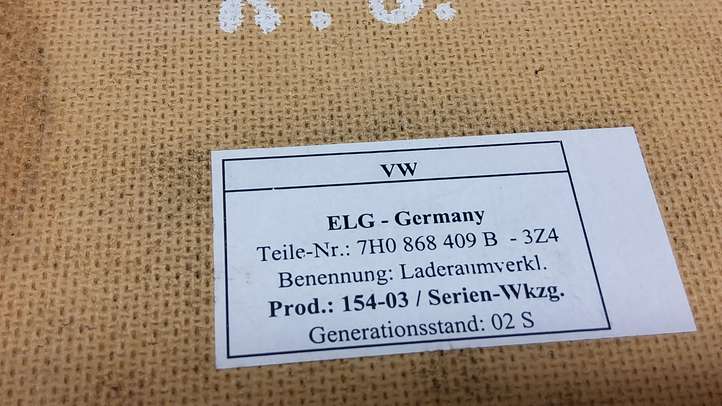 VW
ELG - Germany
Teile-Nr.: 7H0 868 409 B - 3Z4
Benennung: Laderaumverkl.
Prod.: 154-03 / Serien-Wkzg.
Generationsstand: 02 S